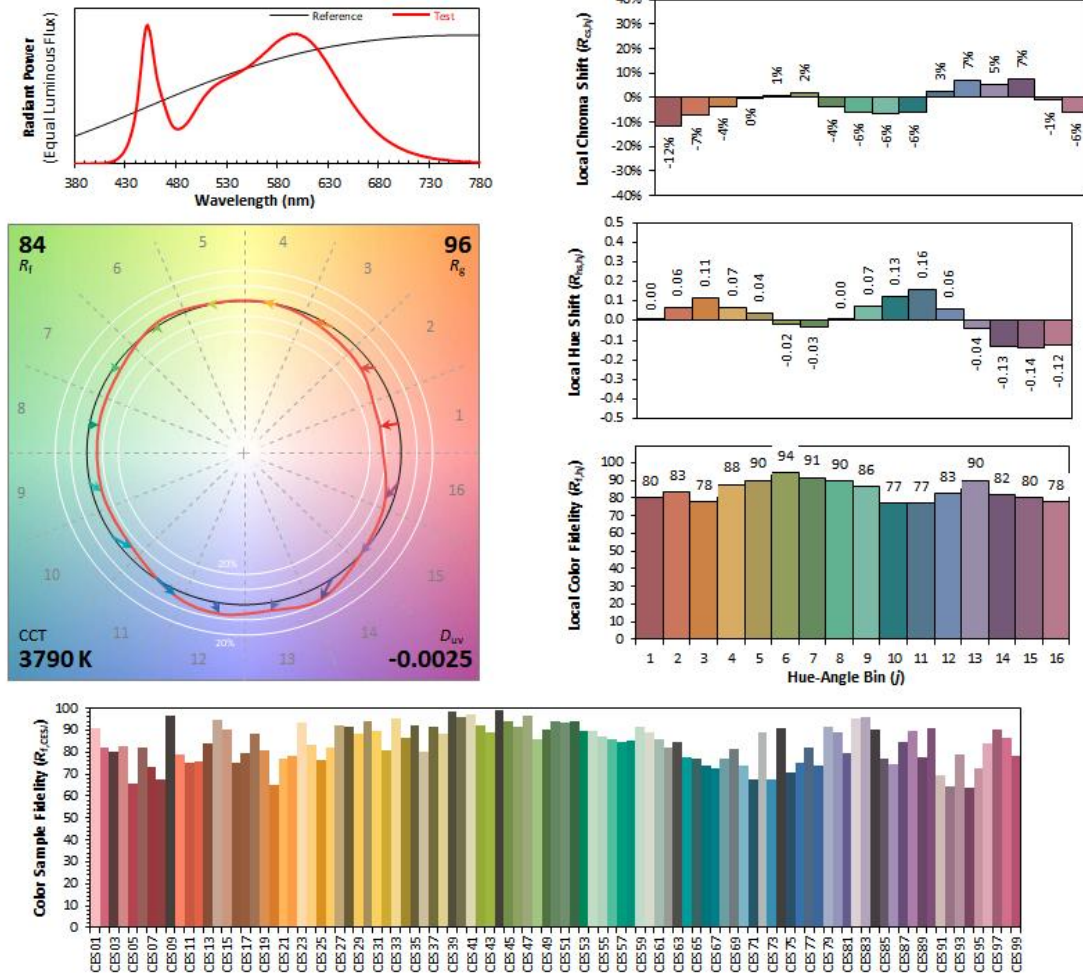 Reference
Test
Radiant Power
(Equal Luminous Flux)
380 430 480 530 580 630 680 730 780
Wavelength (nm)
Local Chroma Shift (Rcs,hj)
40%
30%
20%
10%
0%
-10%
-20%
-30%
-40%
-12% -7% -4% 0% 1% 2% -4% -6% -6% -6% 3% 7% 5% 7% -1% -6%
84
Rf
96
Rg
CCT
3790 K
Duv
-0.0025
1 2 3 4 5 6 7 8 9 10 11 12 13 14 15 16
20%
20%
Local Hue Shift (Rhs,hj)
0.5
0.4
0.3
0.2
0.1
0.0
-0.1
-0.2
-0.3
-0.4
-0.5
0.00 0.06 0.11 0.07 0.04 -0.02 -0.03 0.00 0.07 0.13 0.16 0.06 -0.04 -0.13 -0.14 -0.12
Local Color Fidelity (Rf,hj)
100
90
80
70
60
50
40
30
20
10
0
80 83 78 88 90 94 91 90 86 77 77 83 90 82 80 78
1 2 3 4 5 6 7 8 9 10 11 12 13 14 15 16
Hue-Angle Bin (j)
Color Sample Fidelity (Rf,CESi)
100
90
80
70
60
50
40
30
20
10
0
CES01 CES03 CES05 CES07 CES09 CES11 CES13 CES15 CES17 CES19 CES21 CES23 CES25 CES27 CES29 CES31 CES33 CES35 CES37 CES39 CES41 CES43 CES45 CES47 CES49 CES51 CES53 CES55 CES57 CES59 CES61 CES63 CES65 CES67 CES69 CES71 CES73 CES75 CES77 CES79 CES81 CES83 CES85 CES87 CES89 CES91 CES93 CES95 CES97 CES99